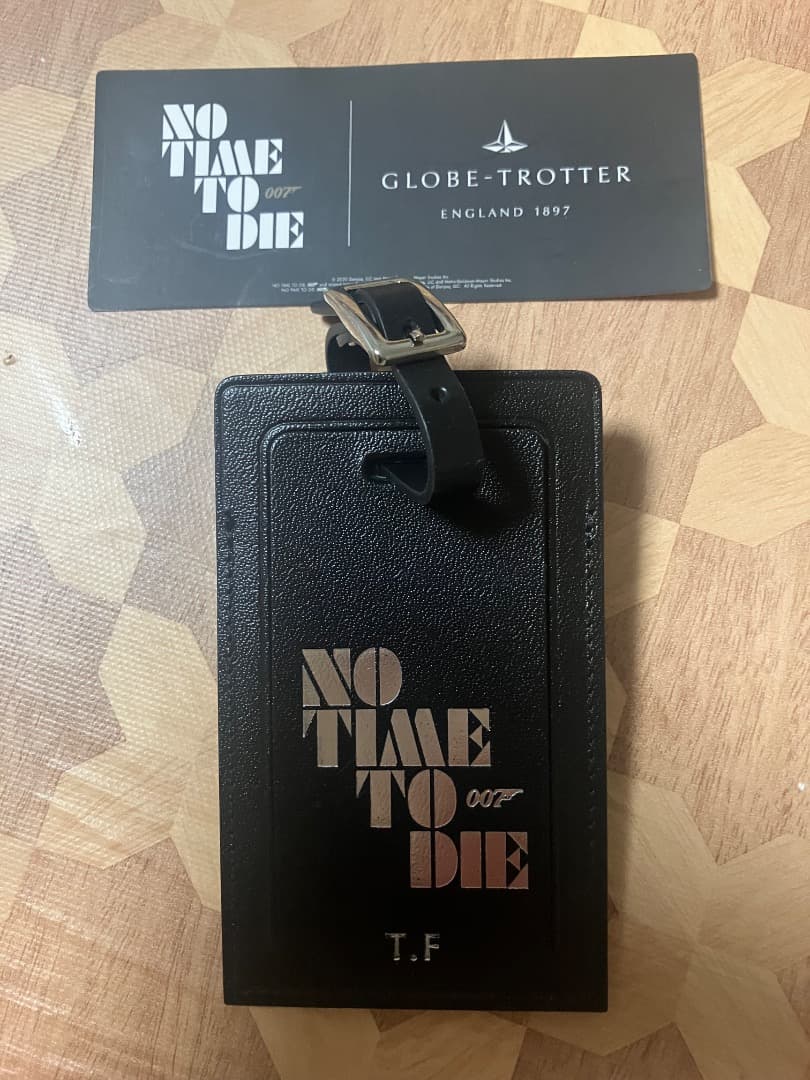 NO
TIME
TO 007
DIE
GLOBE-TROTTER
ENGLAND 1897
NO
TIME
TO 007
DIE
T.F